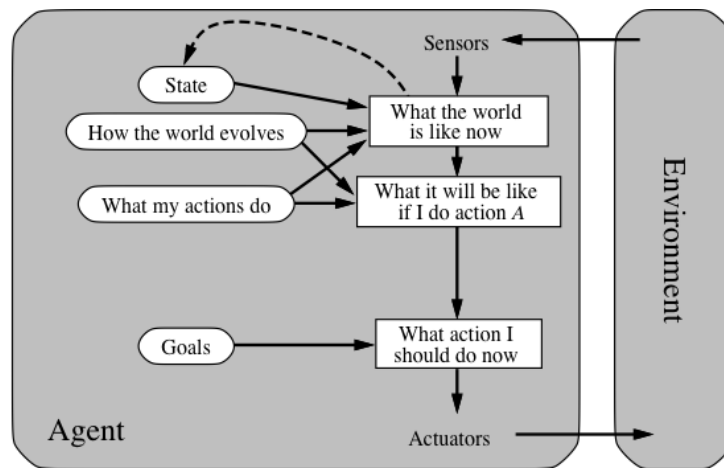 Sensors
State
What the world
is like now
How the world evolves
What my actions do
What it will be like
if I do action A
Goals
What action I
should do now
Agent
Actuators
Environment